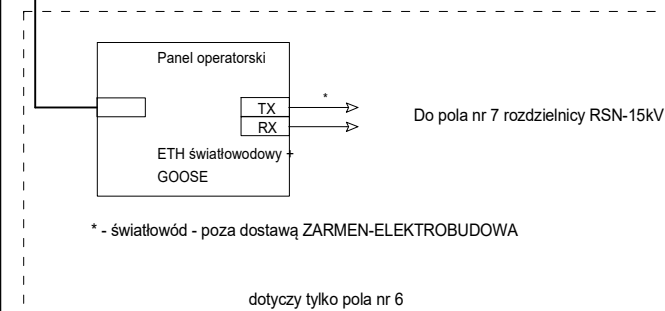 Panel operatorski
TX
*
RX
Do pola nr 7 rozdzielnicy RSN-15kV
ETH światłowodowy +
GOOSE
* - światłowód - poza dostawą ZARMEN-ELEKTROBUDOWA
dotyczy tylko pola nr 6